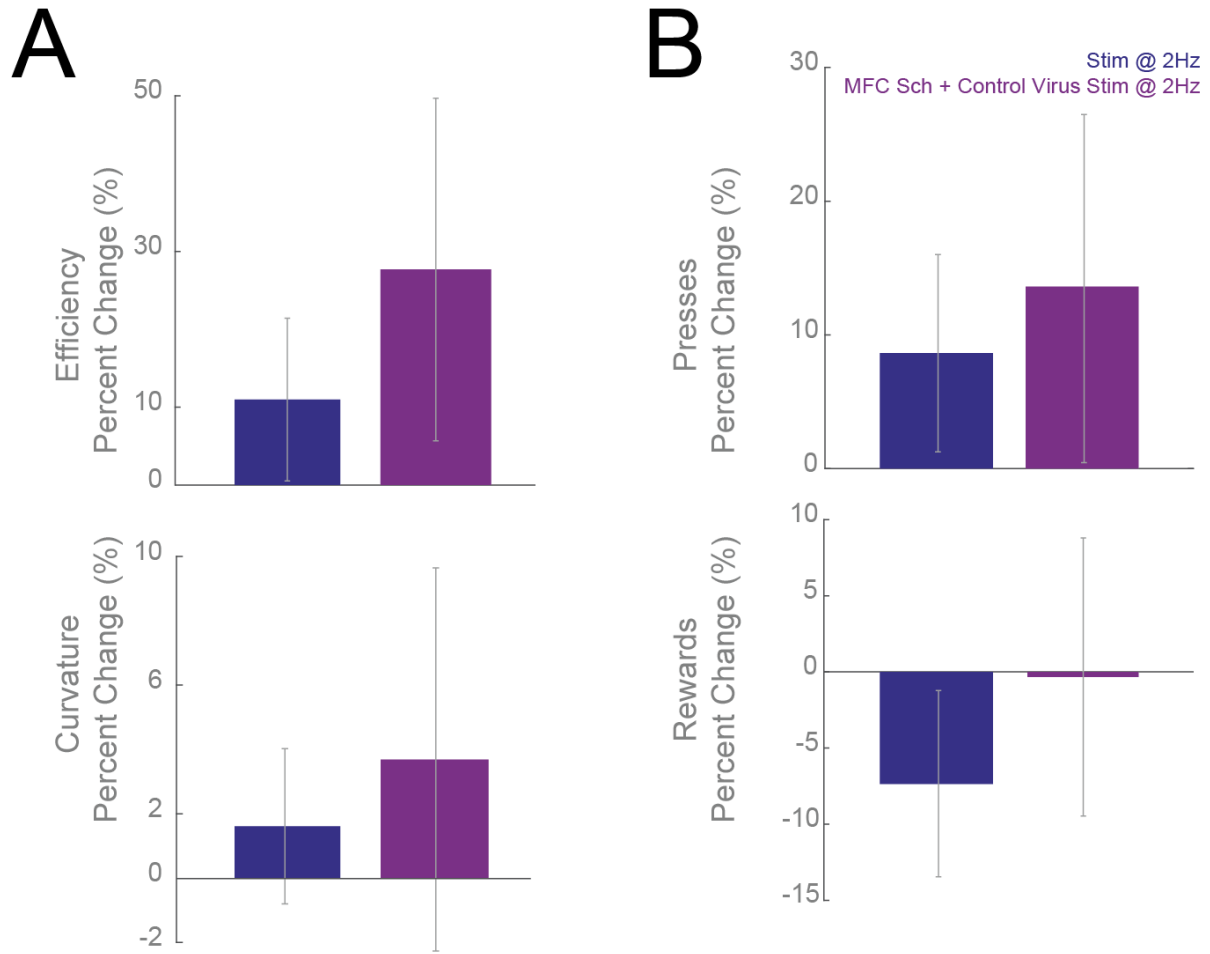 A
Efficiency
Percent Change (%)
50
30
10
0
Curvature
Percent Change (%)
10
6
2
0
-2
B
Stim @ 2Hz
MFC Sch + Control Virus Stim @ 2Hz
Presses
Percent Change (%)
30
20
10
0
Rewards
Percent Change (%)
10
5
0
-5
-10
-15